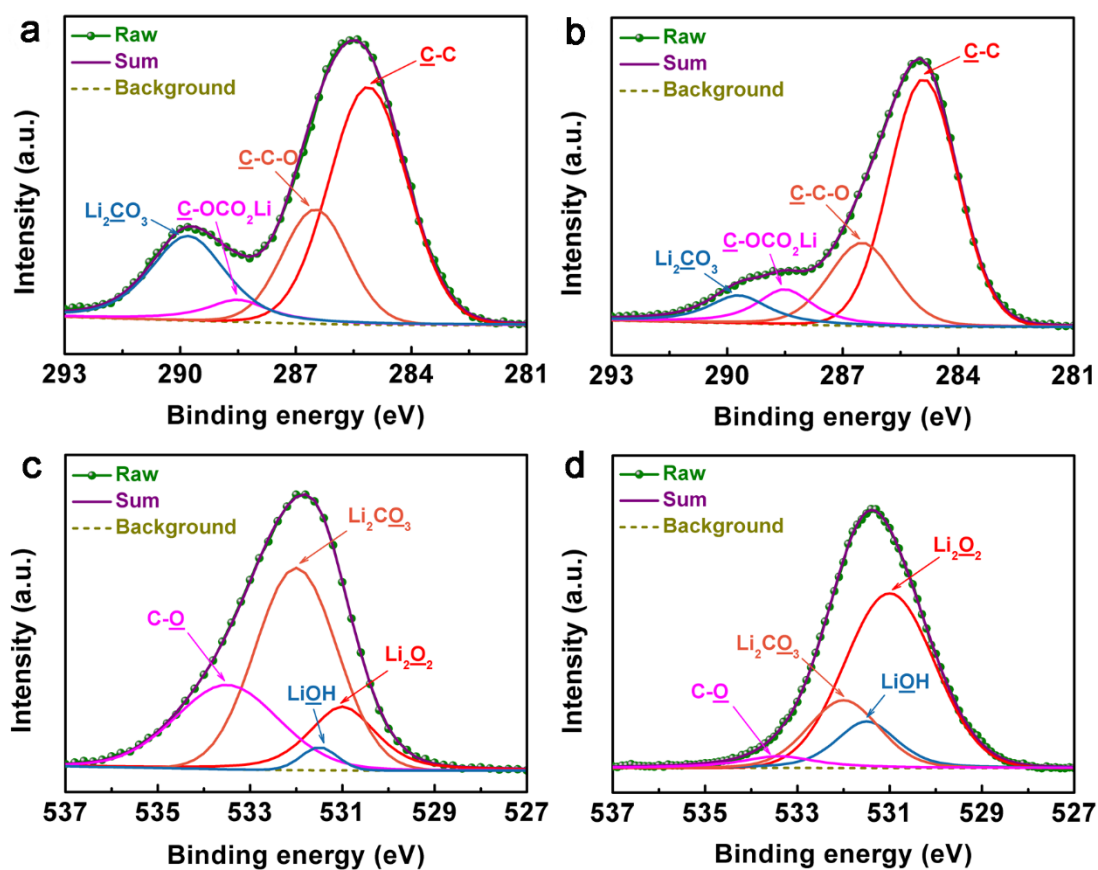 a
Raw
Sum
Background
C-C
C-C-O
C-OCO₂Li
Li₂CO₃
Intensity (a.u.)
293 290 287 284 281
Binding energy (eV)
b
Raw
Sum
Background
C-C
C-C-O
C-OCO₂Li
Li₂CO₃
Intensity (a.u.)
293 290 287 284 281
Binding energy (eV)
c
Raw
Sum
Background
Li₂CO₃
C-O
Li₂O₂
LiOH
Intensity (a.u.)
537 535 533 531 529 527
Binding energy (eV)
d
Raw
Sum
Background
Li₂O₂
Li₂CO₃
LiOH
C-O
Intensity (a.u.)
537 535 533 531 529 527
Binding energy (eV)